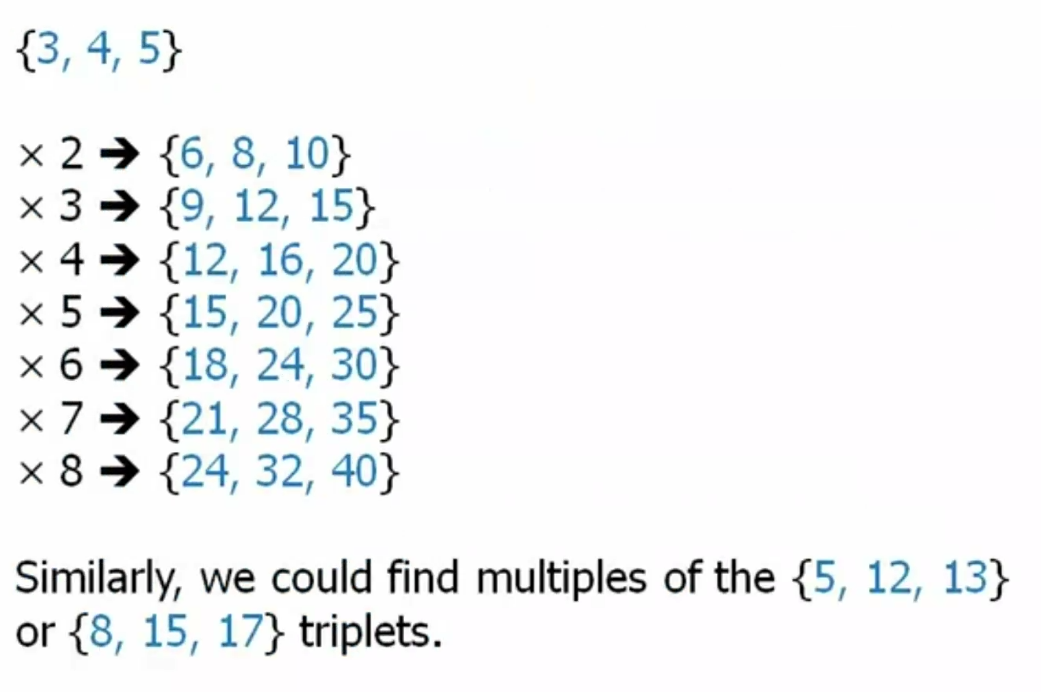 {3, 4, 5}
× 2 ➔ {6, 8, 10}
× 3 ➔ {9, 12, 15}
× 4 ➔ {12, 16, 20}
× 5 ➔ {15, 20, 25}
× 6 ➔ {18, 24, 30}
× 7 ➔ {21, 28, 35}
× 8 ➔ {24, 32, 40}
Similarly, we could find multiples of the {5, 12, 13}
or {8, 15, 17} triplets.